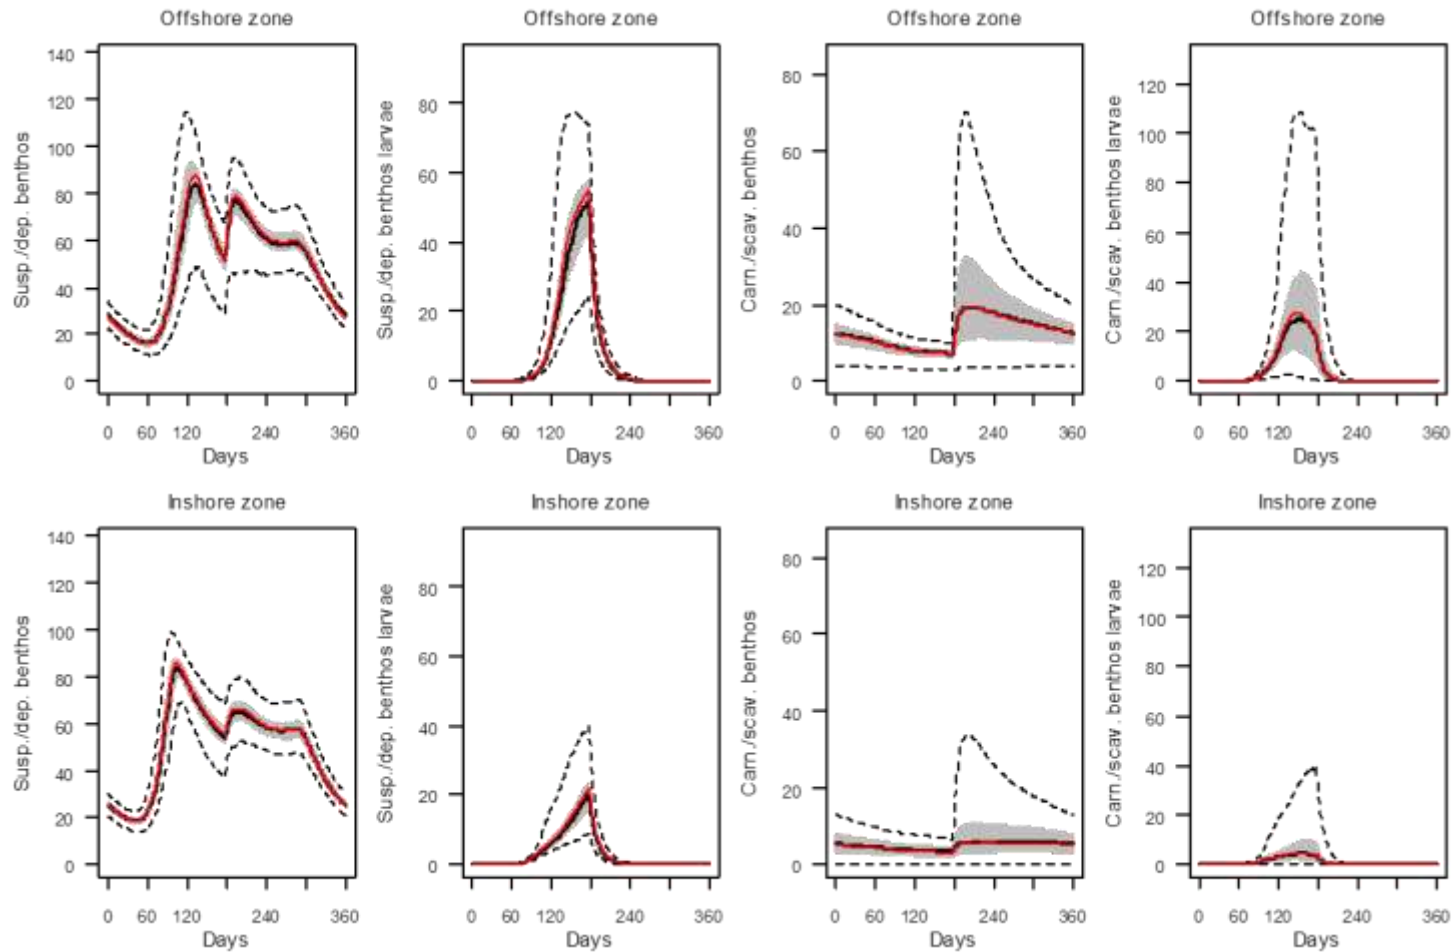 Offshore zone
Susp./dep. benthos
140
120
100
80
60
40
20
0
0 60 120 240 360
Days
Offshore zone
Susp./dep. benthos larvae
80
60
40
20
0
0 60 120 240 360
Days
Offshore zone
Carn./scav. benthos
80
60
40
20
0
0 60 120 240 360
Days
Offshore zone
Carn./scav. benthos larvae
120
100
80
60
40
20
0
0 60 120 240 360
Days
Inshore zone
Susp./dep. benthos
140
120
100
80
60
40
20
0
0 60 120 240 360
Days
Inshore zone
Susp./dep. benthos larvae
80
60
40
20
0
0 60 120 240 360
Days
Inshore zone
Carn./scav. benthos
80
60
40
20
0
0 60 120 240 360
Days
Inshore zone
Carn./scav. benthos larvae
120
100
80
60
40
20
0
0 60 120 240 360
Days